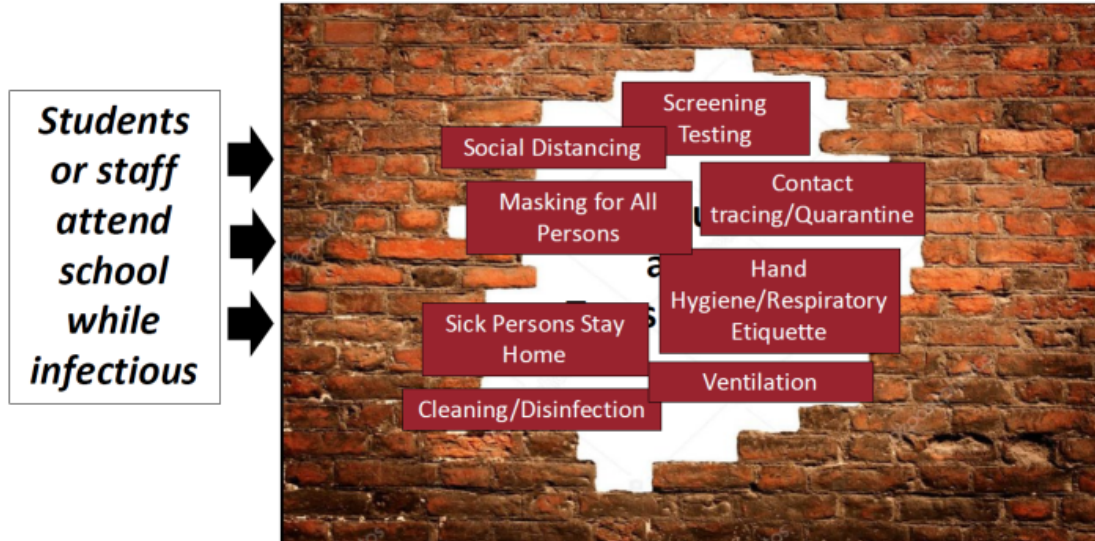 Students
or staff
attend
school
while
infectious
Screening
Testing
Social Distancing
Contact
tracing/Quarantine
Masking for All
Persons
Hand
Hygiene/Respiratory
Etiquette
Sick Persons Stay
Home
Ventilation
Cleaning/Disinfection